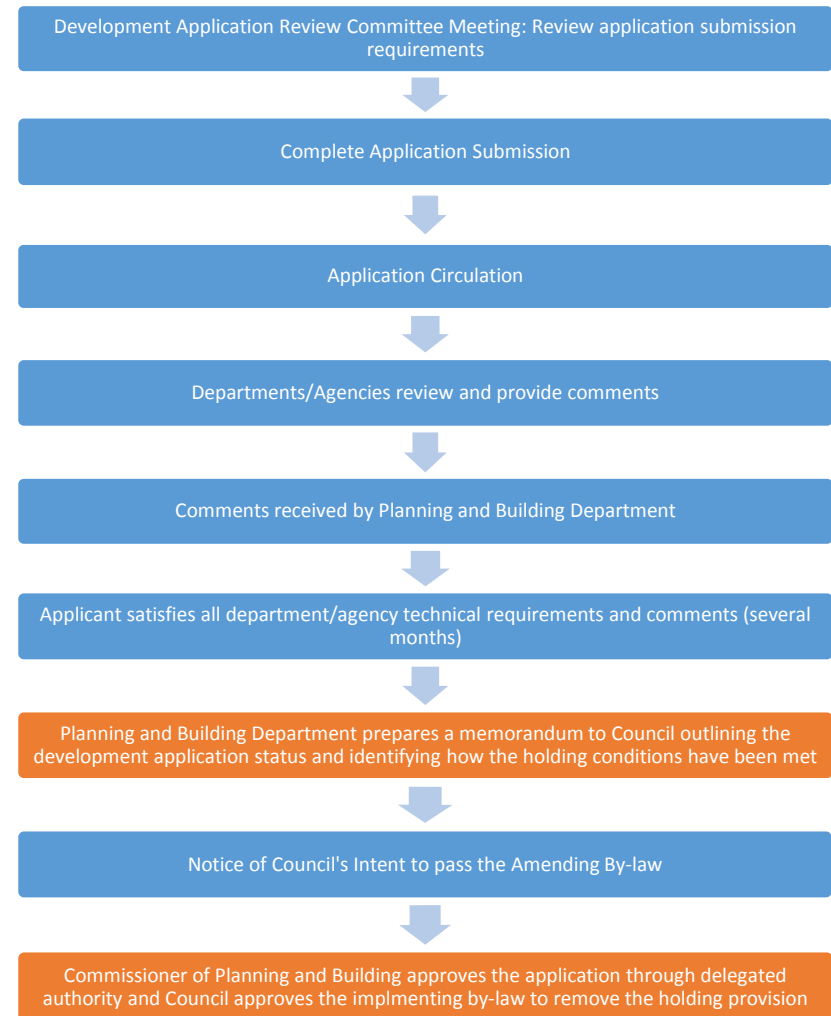 Development Application Review Committee Meeting: Review application submission
requirements
Complete Application Submission
Application Circulation
Departments/Agencies review and provide comments
Comments received by Planning and Building Department
Applicant satisfies all department/agency technical requirements and comments (several
months)
Planning and Building Department prepares a memorandum to Council outlining the
development application status and identifying how the holding conditions have been met
Notice of Council's Intent to pass the Amending By-law
Commissioner of Planning and Building approves the application through delegated
authority and Council approves the implmenting by-law to remove the holding provision